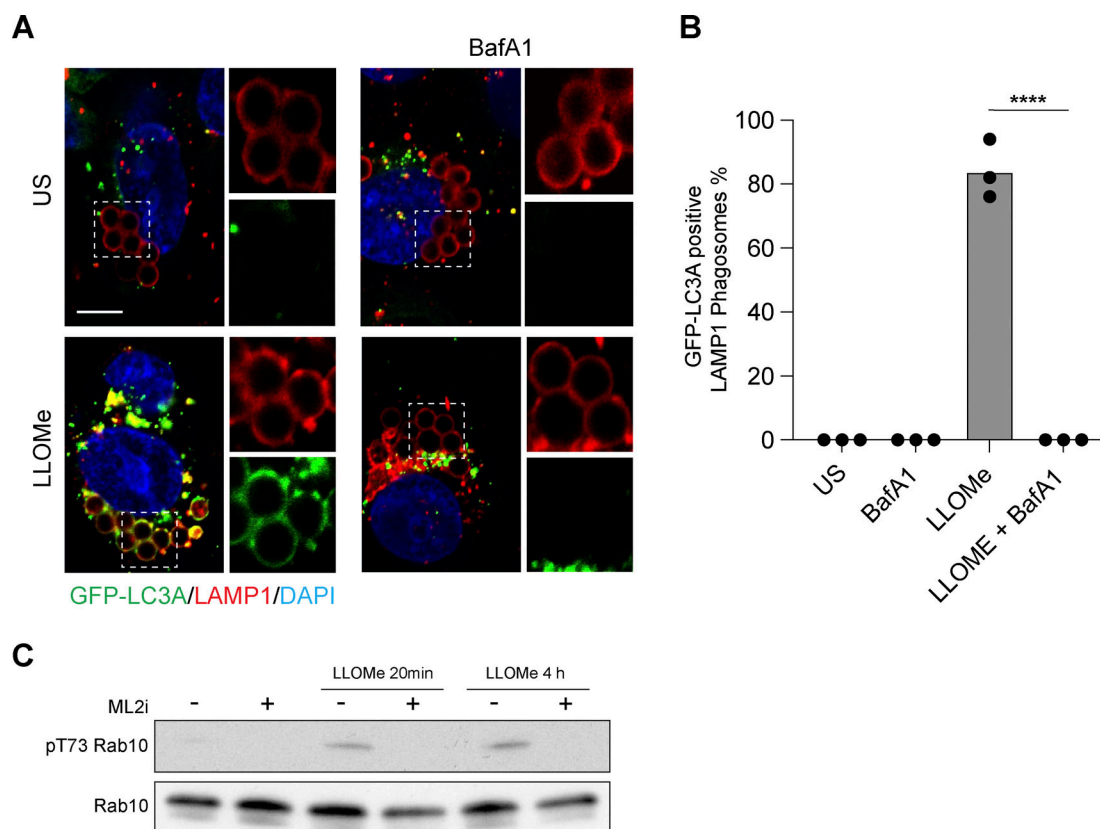 A
BafA1
US
LLOMe
GFP-LC3A/LAMP1/DAPI
B
****
GFP-LC3A positive
LAMP1 Phagosomes %
100
80
60
40
20
0
US
BafA1
LLOMe
LLOME + BafA1
C
LLOMe 20min LLOMe 4 h
ML2i - + - + - +
pT73 Rab10
Rab10